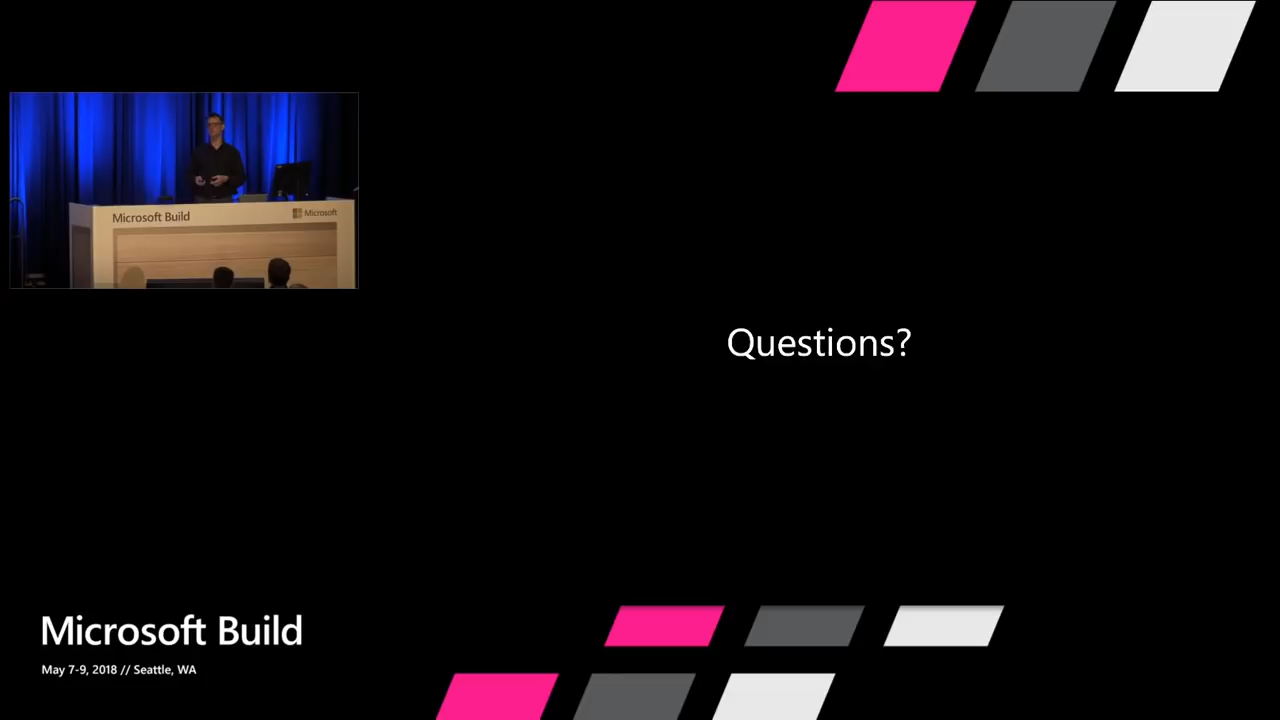 Microsoft Build
Microsoft
Questions?
Microsoft Build
May 7-9, 2018 // Seattle, WA